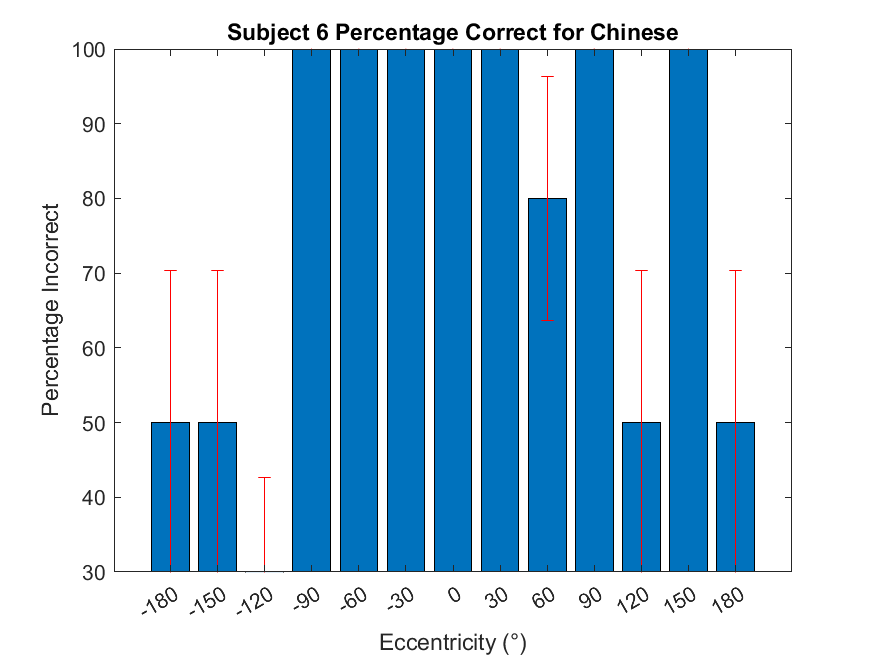 Subject 6 Percentage Correct for Chinese
100
90
80
70
60
50
40
30
Percentage Incorrect
-180 -150 -120 -90 -60 -30 0 30 60 90 120 150 180
Eccentricity (°)